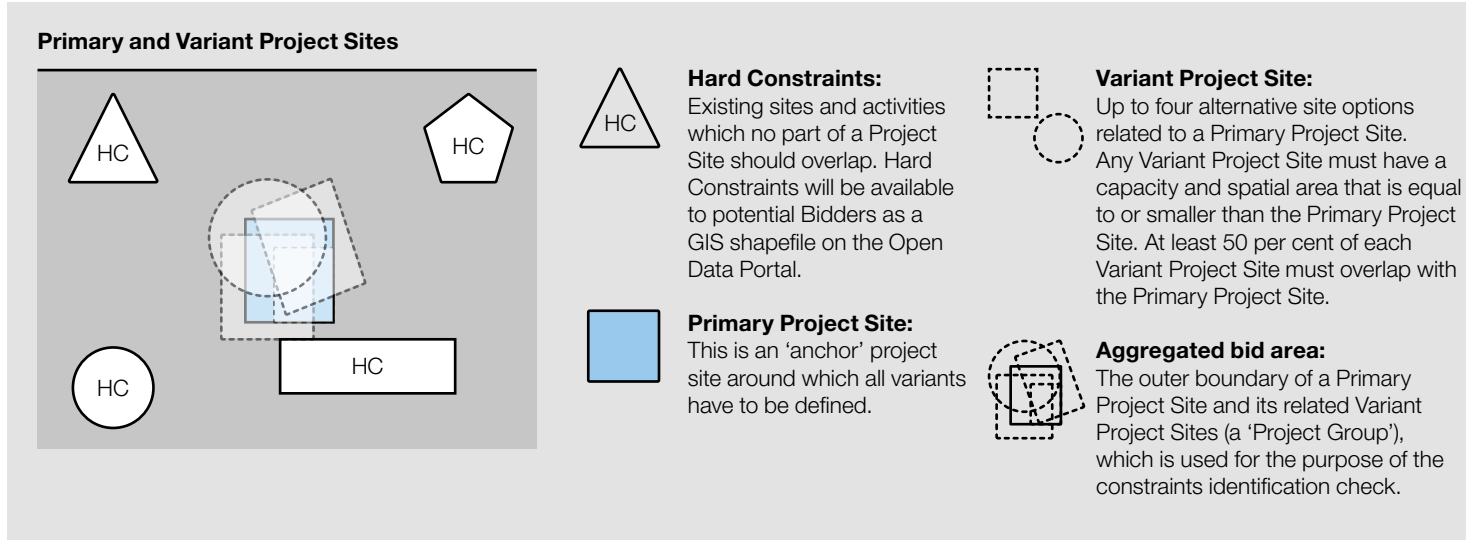 Primary and Variant Project Sites
HC
HC
HC
HC
HC
Hard Constraints:
Existing sites and activities
which no part of a Project
Site should overlap. Hard
Constraints will be available
to potential Bidders as a
GIS shapefile on the Open
Data Portal.
Primary Project Site:
This is an ‘anchor’ project
site around which all variants
have to be defined.
Variant Project Site:
Up to four alternative site options
related to a Primary Project Site.
Any Variant Project Site must have a
capacity and spatial area that is equal
to or smaller than the Primary Project
Site. At least 50 per cent of each
Variant Project Site must overlap with
the Primary Project Site.
Aggregated bid area:
The outer boundary of a Primary
Project Site and its related Variant
Project Sites (a ‘Project Group’),
which is used for the purpose of the
constraints identification check.